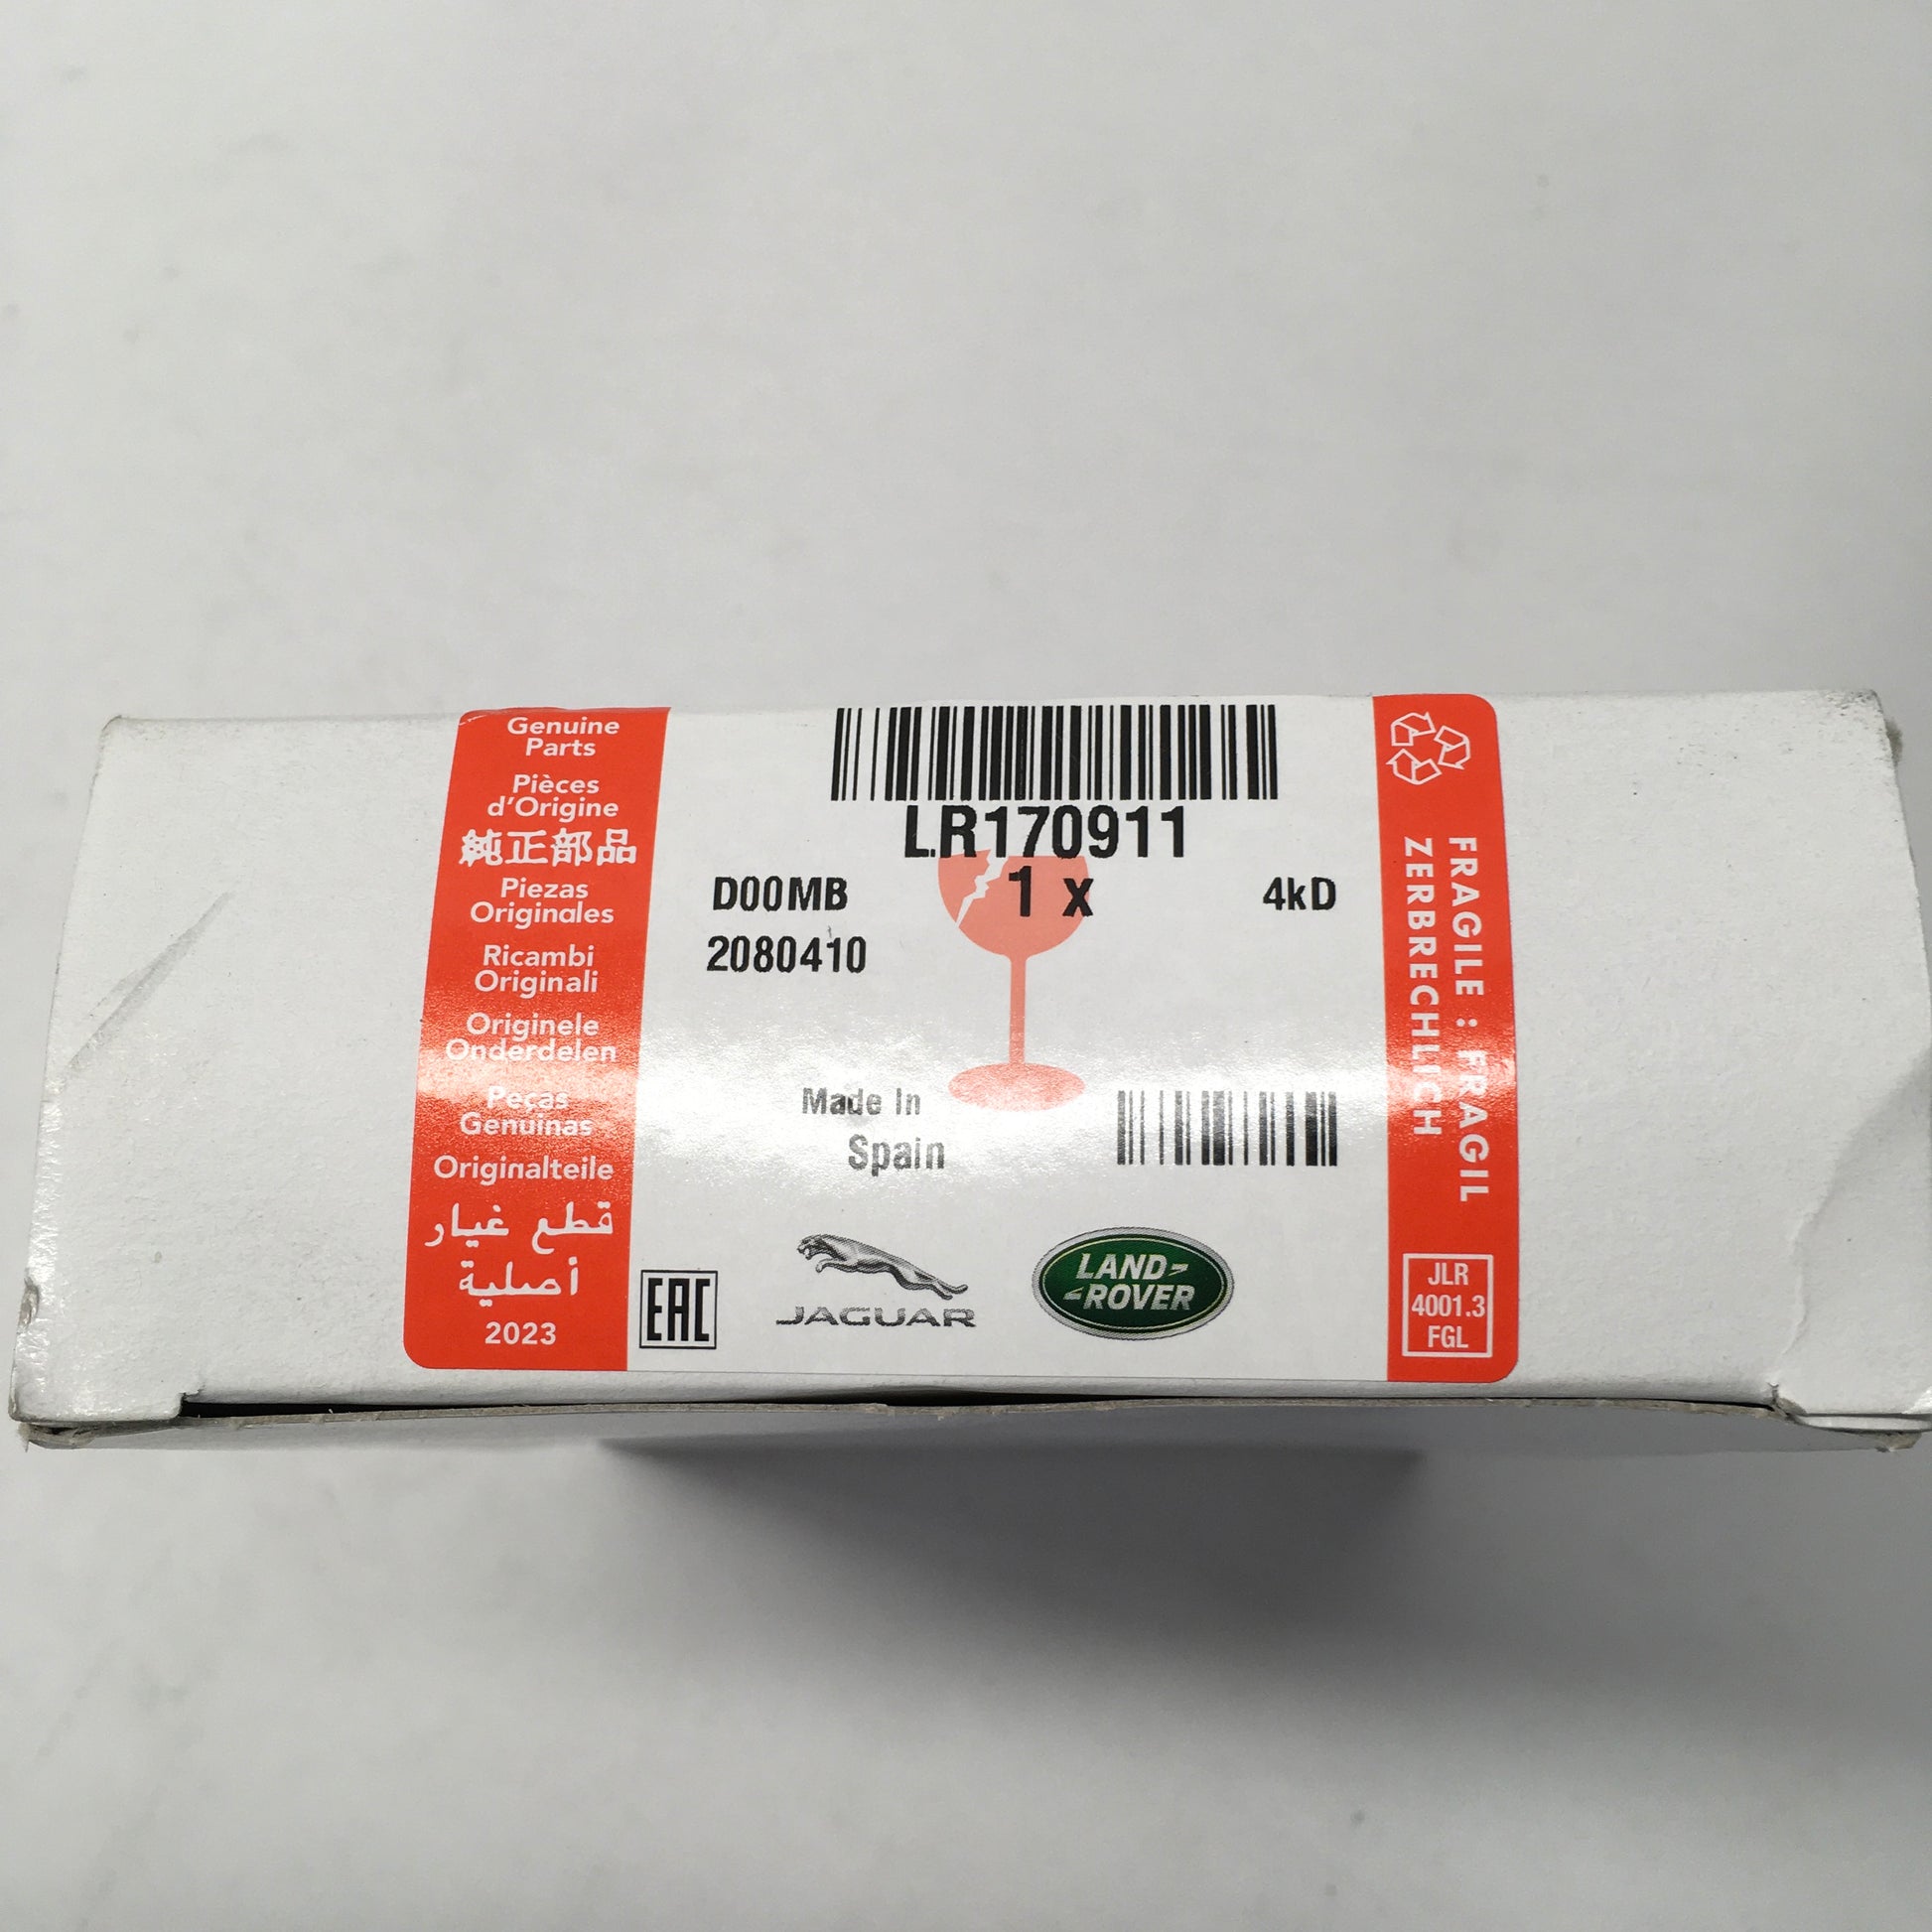 Genuine
Parts
Pièces
d'Origine
純正部品
Piezas
Originales
Ricambi
Originali
Originele
Onderdelen
Peças
Genuinas
Originalteile
قطع غيار
أصلية
2023
LR170911
D00MB 1 x 4kD
2080410
Made In
Spain
EAC
JAGUAR
LAND-
-ROVER
FRAGILE : FRAGIL
ZERBRECHLICH
JLR
4001.3
FGL